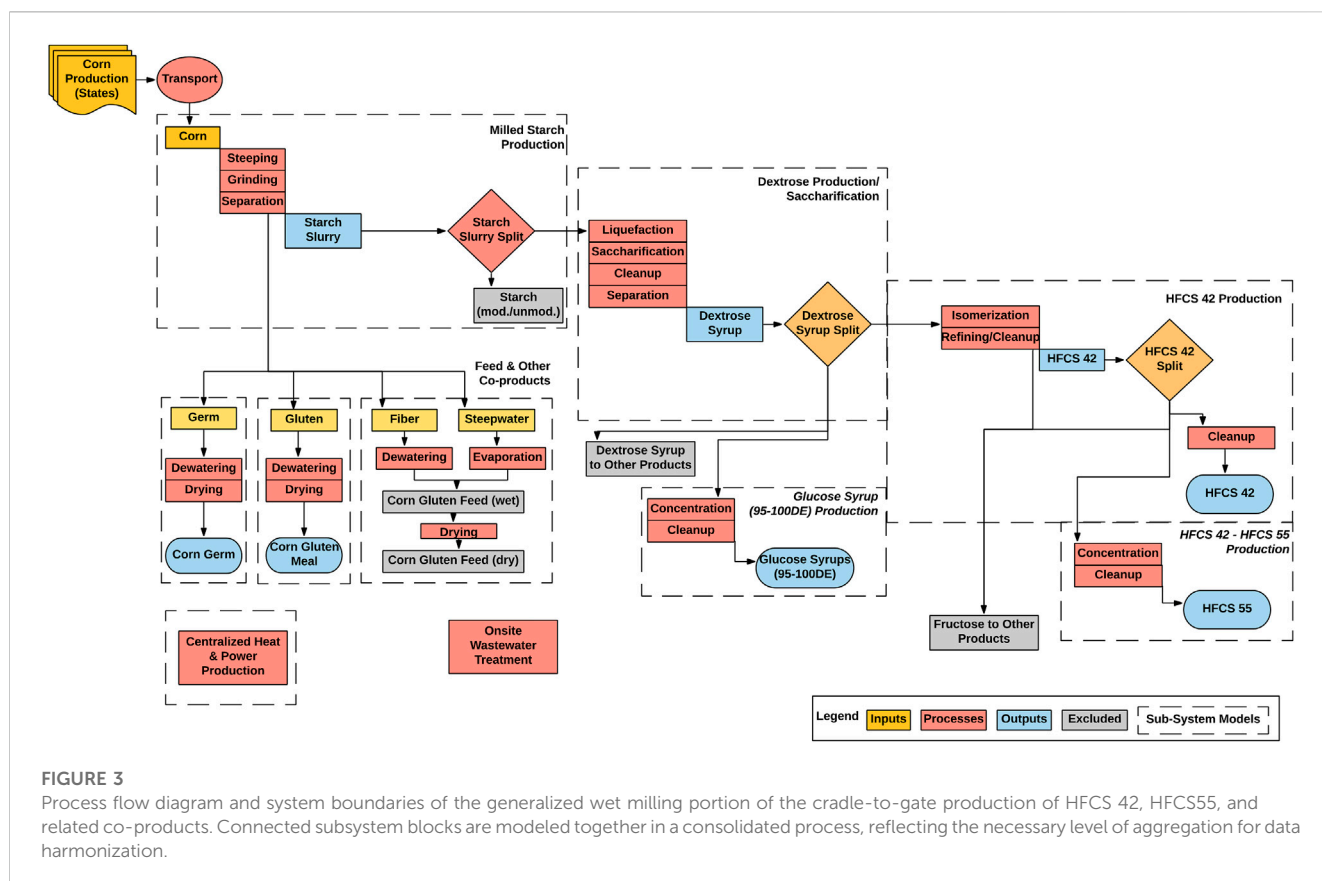 Corn
Production
(States)
Transport
Corn
Milled Starch
Production
Steeping
Grinding
Separation
Starch
Slurry
Starch
Slurry Split
Starch
(mod./unmod.)
Dextrose Production/
Saccharification
Liquefaction
Saccharification
Cleanup
Separation
Dextrose
Syrup
Dextrose
Syrup Split
HFCS 42 Production
Isomerization
Refining/Cleanup
HFCS 42
HFCS 42
Split
Cleanup
HFCS 42
Feed & Other
Co-products
Germ
Dewatering
Drying
Corn Germ
Gluten
Dewatering
Drying
Corn Gluten
Meal
Fiber
Steepwater
Dewatering
Evaporation
Corn Gluten Feed (wet)
Drying
Corn Gluten Feed (dry)
Dextrose Syrup
to Other Products
Glucose Syrup
(95-100DE) Production
Concentration
Cleanup
Glucose Syrups
(95-100DE)
HFCS 42 - HFCS 55
Production
Concentration
Cleanup
HFCS 55
Fructose to Other
Products
Centralized Heat
& Power
Production
Onsite
Wastewater
Treatment
Legend
Inputs
Processes
Outputs
Excluded
Sub-System Models
FIGURE 3
Process flow diagram and system boundaries of the generalized wet milling portion of the cradle-to-gate production of HFCS 42, HFCS55, and
related co-products. Connected subsystem blocks are modeled together in a consolidated process, reflecting the necessary level of aggregation for data
harmonization.